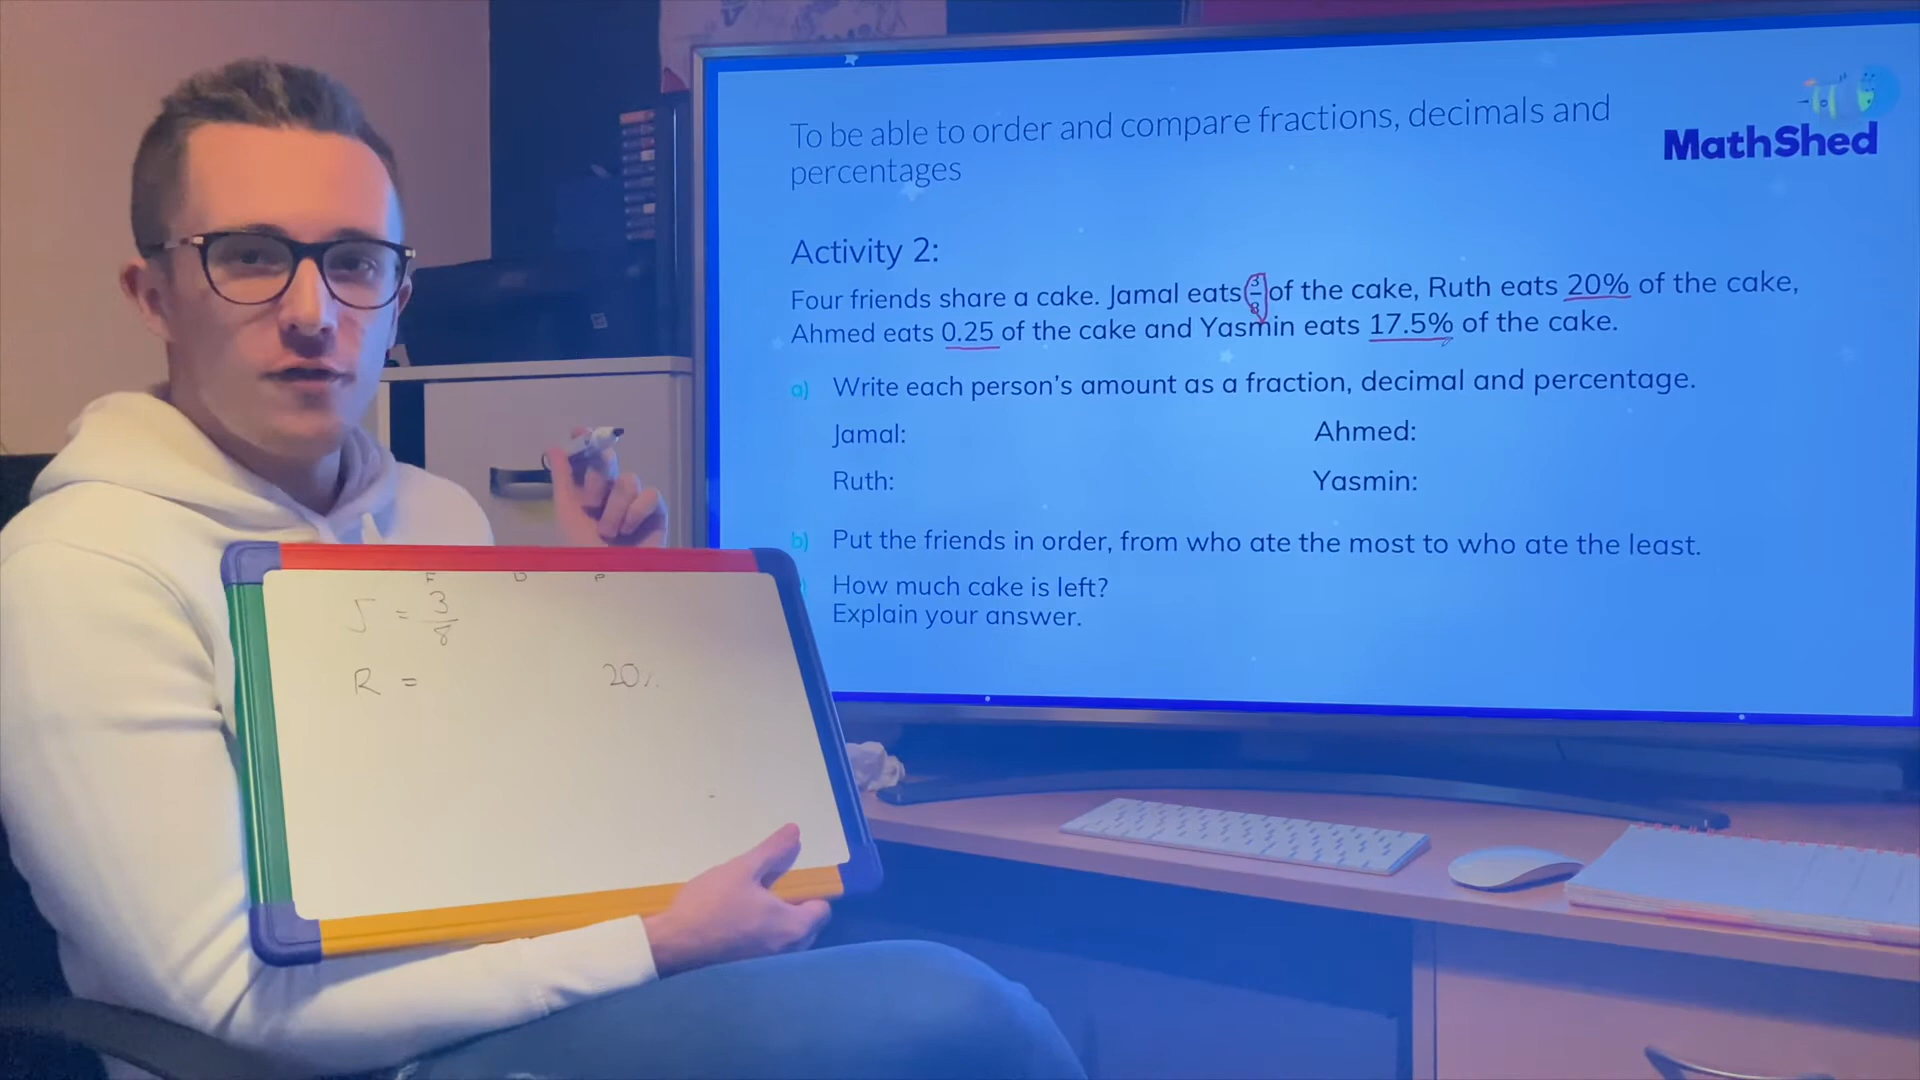 To be able to order and compare fractions, decimals and
percentages
MathShed
Activity 2:
Four friends share a cake. Jamal eats 3/8 of the cake, Ruth eats 20% of the cake,
Ahmed eats 0.25 of the cake and Yasmin eats 17.5% of the cake.
a) Write each person's amount as a fraction, decimal and percentage.
Jamal: Ahmed:
Ruth: Yasmin:
b) Put the friends in order, from who ate the most to who ate the least.
How much cake is left?
Explain your answer.
F D P
J = 3/8
R = 20%